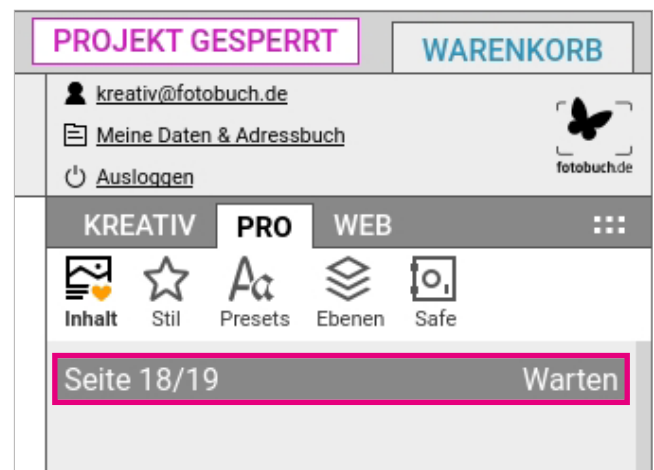 PROJEKT GESPERRT
WARENKORB
kreativ@fotobuch.de
Meine Daten & Adressbuch
Ausloggen
fotobuch.de
KREATIV PRO WEB
Inhalt Stil Presets Ebenen Safe
Seite 18/19 Warten